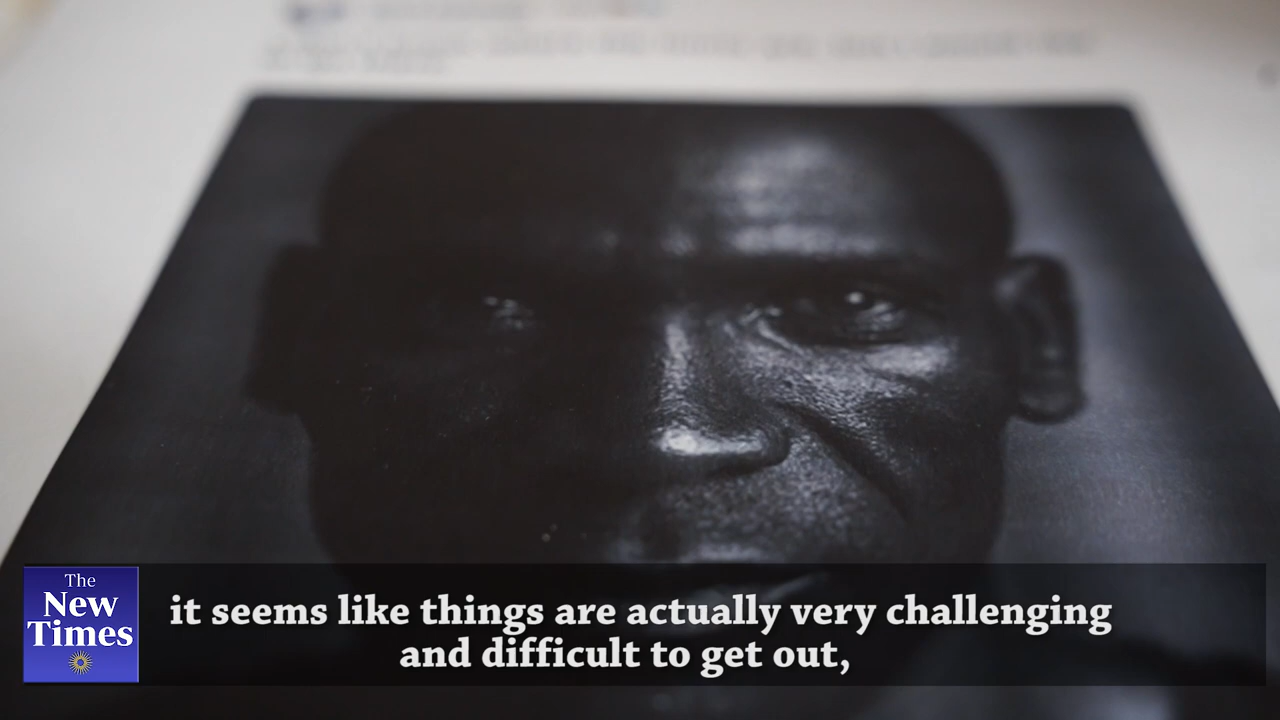 The
New
Times
it seems like things are actually very challenging
and difficult to get out,